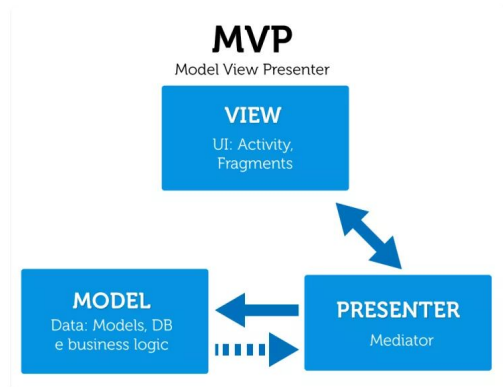 MVP
Model View Presenter
VIEW
UI: Activity,
Fragments
MODEL
Data: Models, DB
e business logic
PRESENTER
Mediator